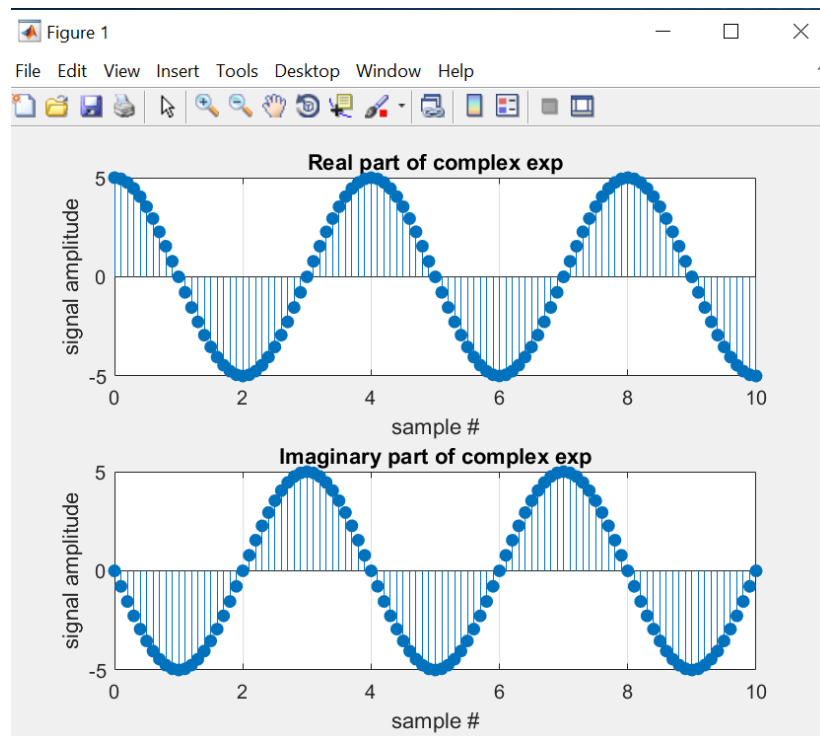 Figure 1
File Edit View Insert Tools Desktop Window Help
Real part of complex exp
5
0
-5
signal amplitude
0 2 4 6 8 10
sample #
Imaginary part of complex exp
5
0
-5
signal amplitude
0 2 4 6 8 10
sample #